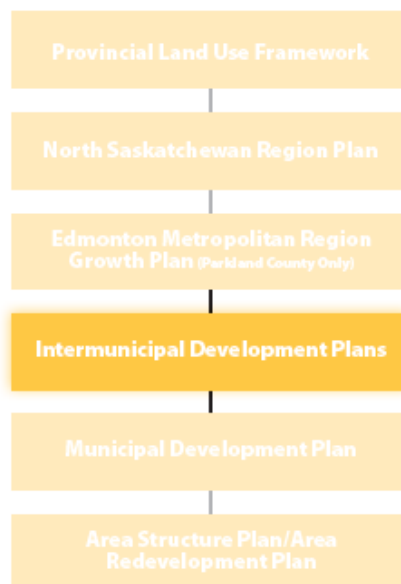 Provincial Land Use Framework
North Saskatchewan Region Plan
Edmonton Metropolitan Region
Growth Plan (Parkland County Only)
Intermunicipal Development Plans
Municipal Development Plan
Area Structure Plan/Area
Redevelopment Plan